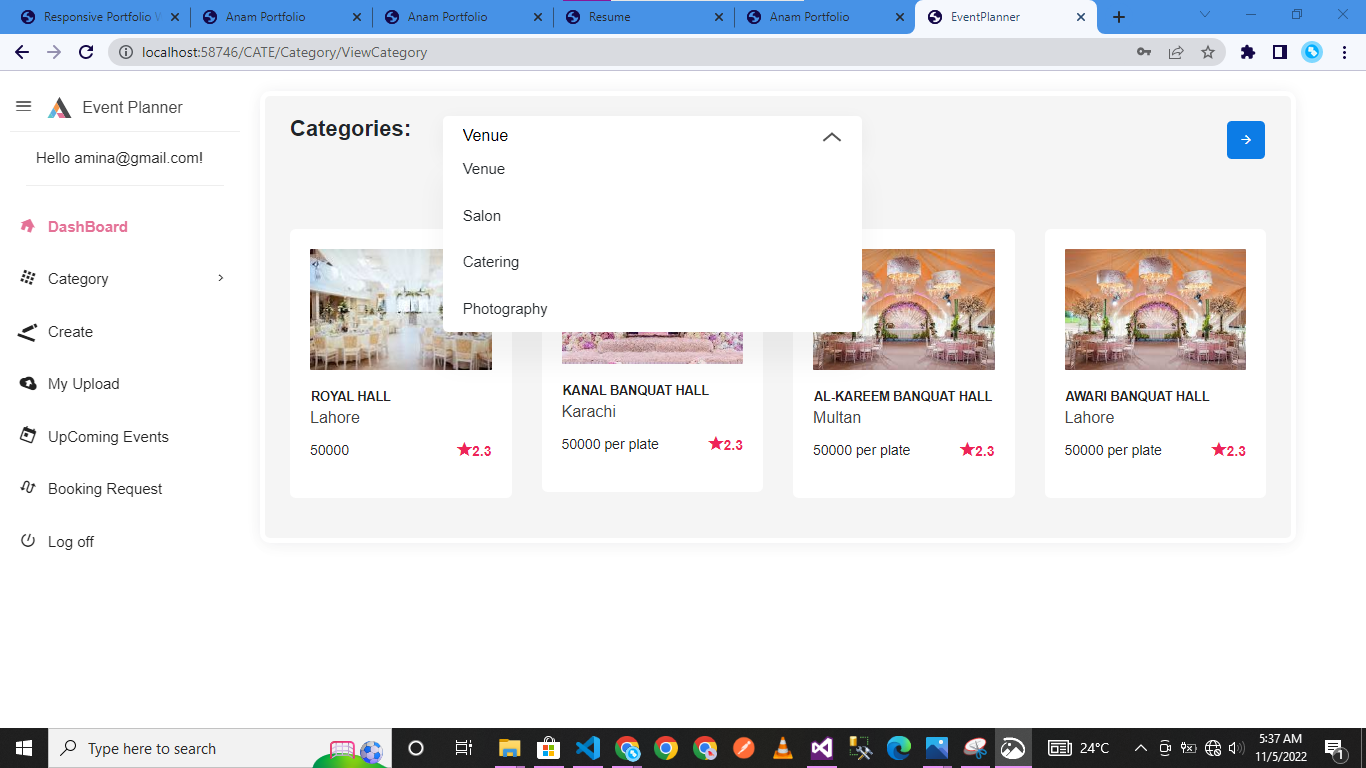 Responsive Portfolio W
Anam Portfolio
Anam Portfolio
Resume
Anam Portfolio
EventPlanner
localhost:58746/CATE/Category/ViewCategory
Event Planner
Hello amina@gmail.com!
DashBoard
Category
Create
My Upload
UpComing Events
Booking Request
Log off
Categories:
Venue
Venue
Salon
Catering
Photography
ROYAL HALL
Lahore
50000
2.3
KANAL BANQUAT HALL
Karachi
50000 per plate
2.3
AL-KAREEM BANQUAT HALL
Multan
50000 per plate
2.3
AWARI BANQUAT HALL
Lahore
50000 per plate
2.3
Type here to search
24°C
5:37 AM
11/5/2022
1